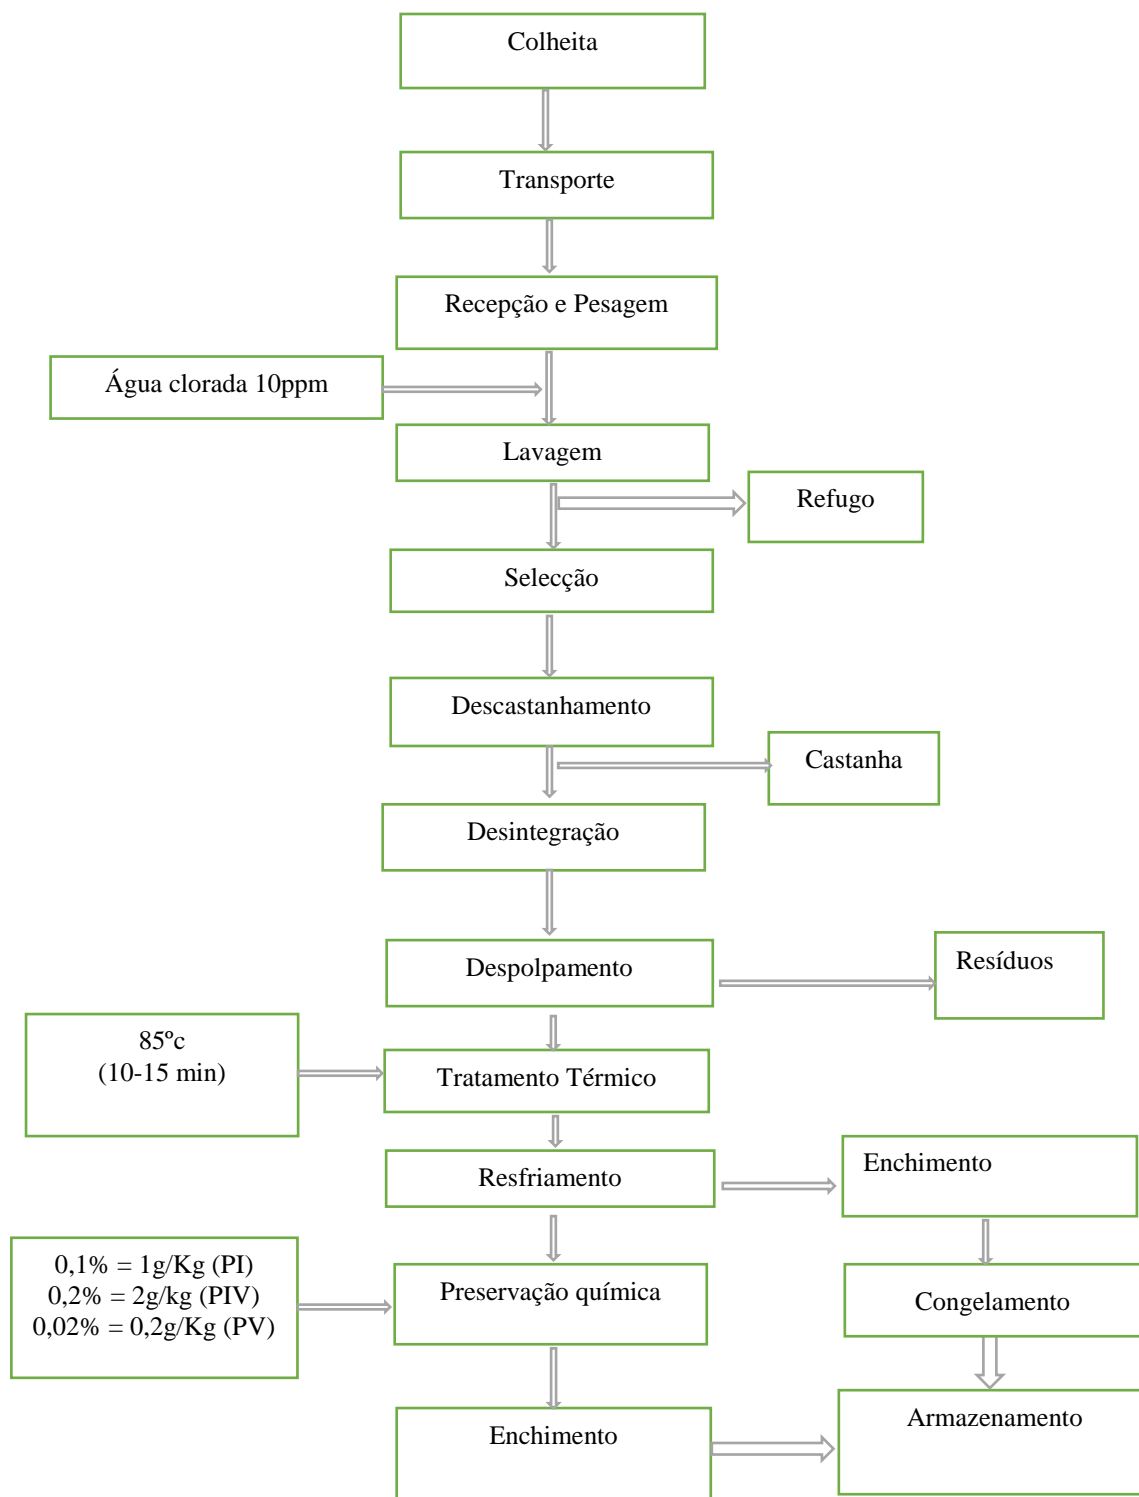 Colheita
Transporte
Recepção e Pesagem
Água clorada 10ppm
Lavagem
Refugo
Selecção
Descastanhamento
Castanha
Desintegração
Despolpamento
Resíduos
85ºc
(10-15 min)
Tratamento Térmico
Resfriamento
Enchimento
0,1% = 1g/Kg (PI)
0,2% = 2g/kg (PIV)
0,02% = 0,2g/Kg (PV)
Preservação química
Congelamento
Enchimento
Armazenamento